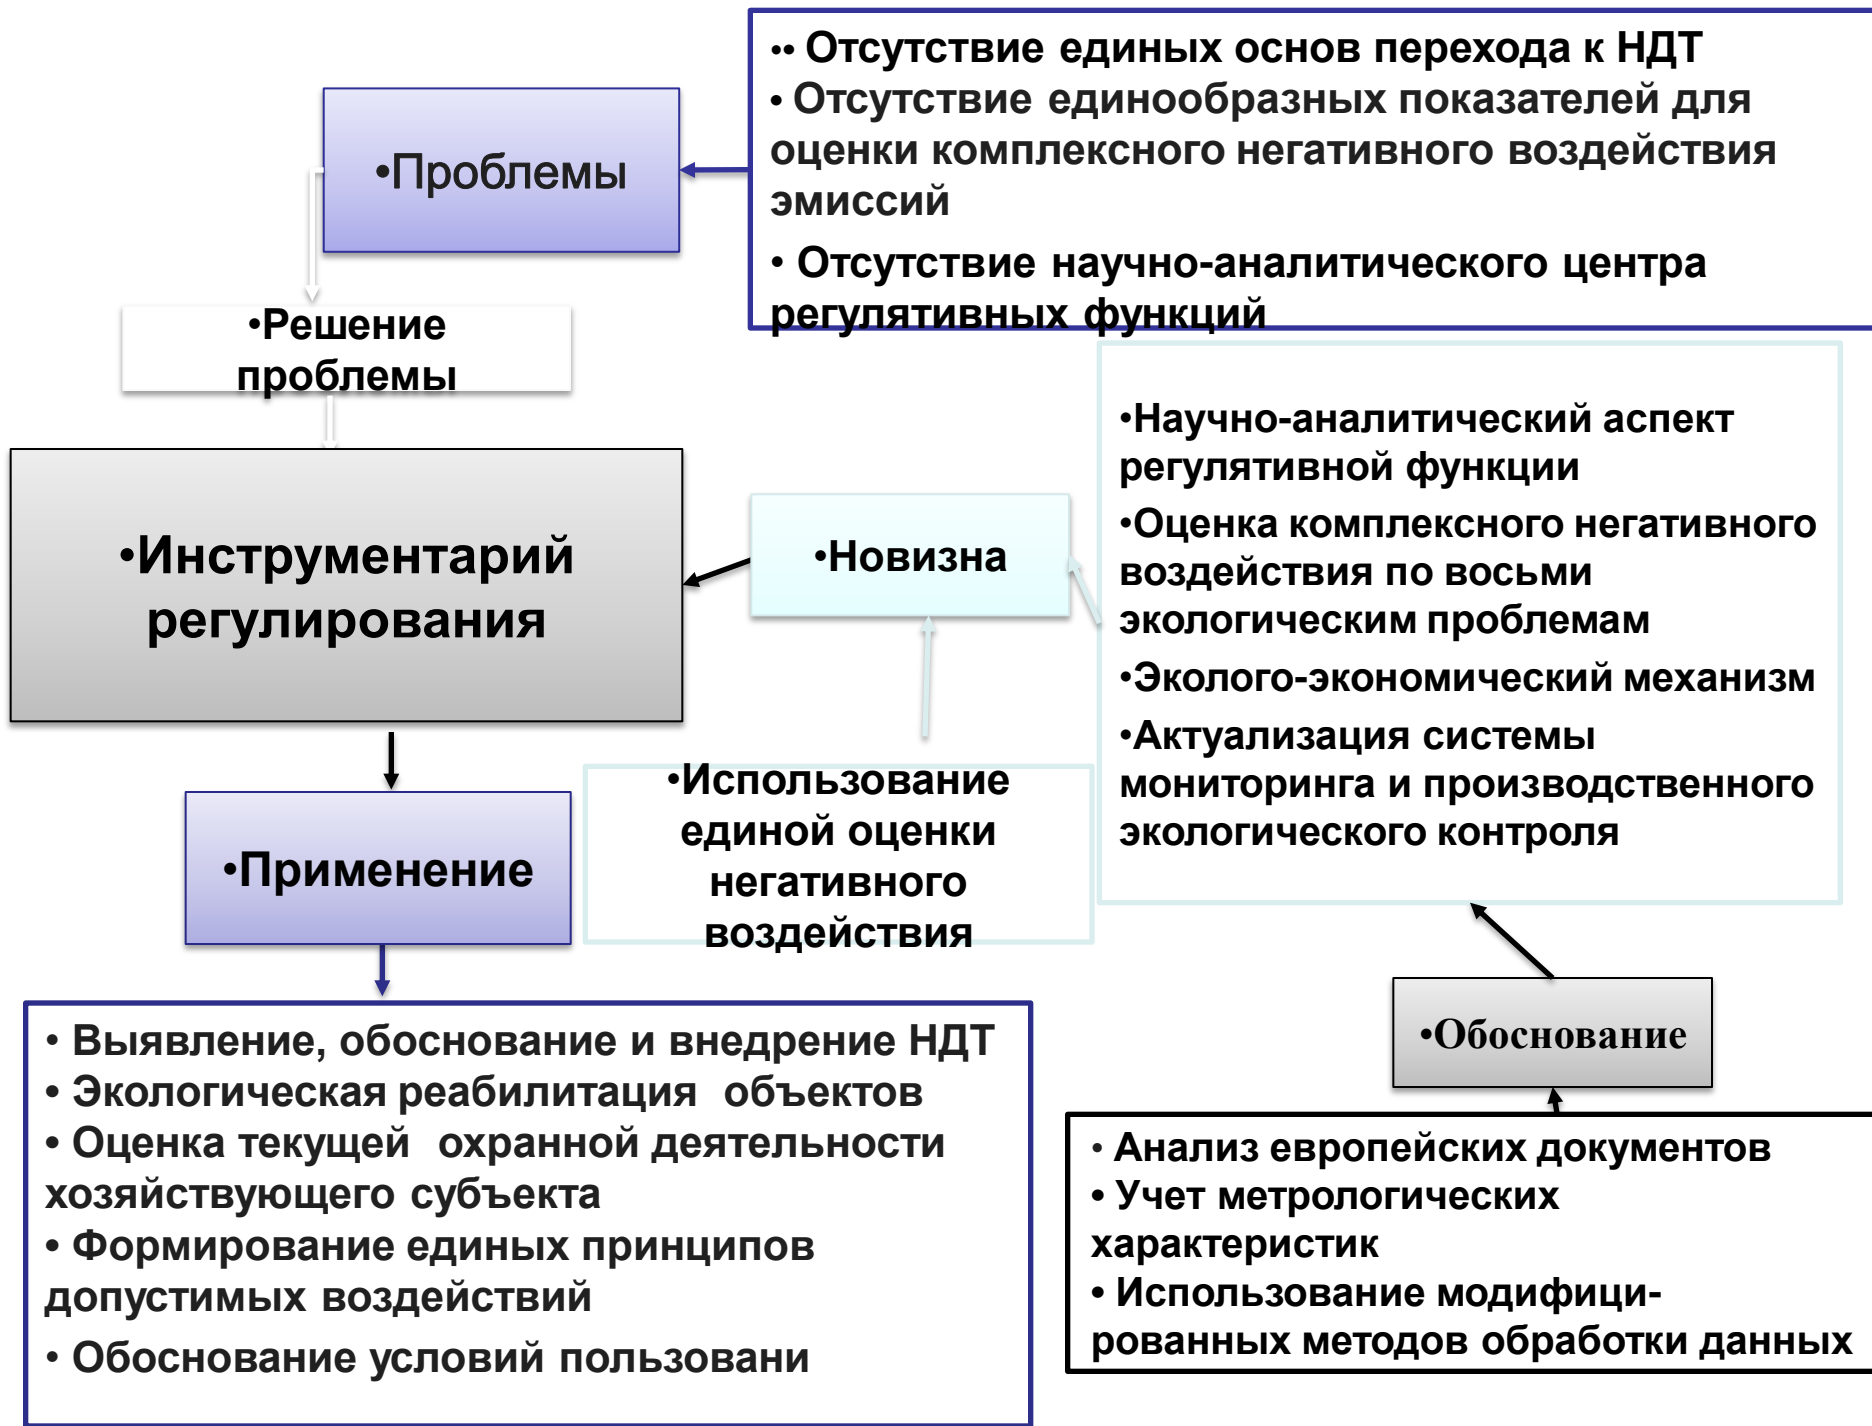 •• Отсутствие единых основ перехода к НДТ
• Отсутствие единообразных показателей для
оценки комплексного негативного воздействия
эмиссий
• Отсутствие научно-аналитического центра
регулятивных функций
•Проблемы
•Решение
проблемы
•Инструментарий
регулирования
•Новизна
•Научно-аналитический аспект
регулятивной функции
•Оценка комплексного негативного
воздействия по восьми
экологическим проблемам
•Эколого-экономический механизм
•Актуализация системы
мониторинга и производственного
экологического контроля
•Использование
единой оценки
негативного
воздействия
•Применение
• Выявление, обоснование и внедрение НДТ
• Экологическая реабилитация объектов
• Оценка текущей охранной деятельности
хозяйствующего субъекта
• Формирование единых принципов
допустимых воздействий
• Обоснование условий пользовани
•Обоснование
• Анализ европейских документов
• Учет метрологических
характеристик
• Использование модифици-
рованных методов обработки данных